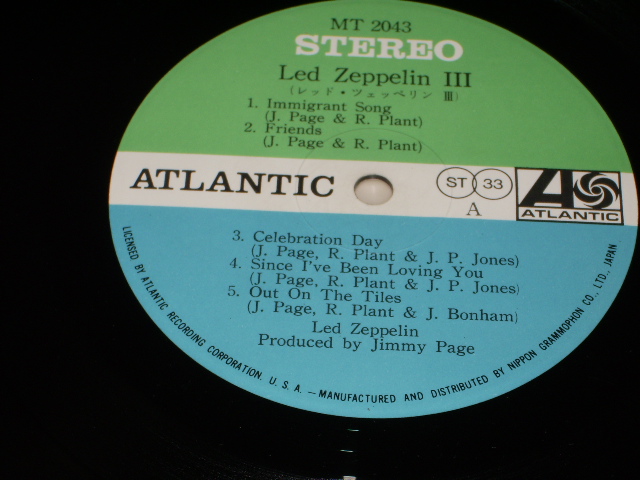 MT 2043
STEREO
Led Zeppelin III
(レッド・ツェッペリン Ⅲ)
1. Immigrant Song
(J. Page & R. Plant)
2. Friends
(J. Page & R. Plant)
ATLANTIC
ST 33
A
ATLANTIC
3. Celebration Day
(J. Page, R. Plant & J. P. Jones)
4. Since I've Been Loving You
(J. Page, R. Plant & J. P. Jones)
5. Out On The Tiles
(J. Page, R. Plant & J. Bonham)
Led Zeppelin
Produced by Jimmy Page
LICENSED BY ATLANTIC RECORDING CORPORATION. U. S. A. — MANUFACTURED AND DISTRIBUTED BY NIPPON GRAMMOPHON CO., LTD., JAPAN